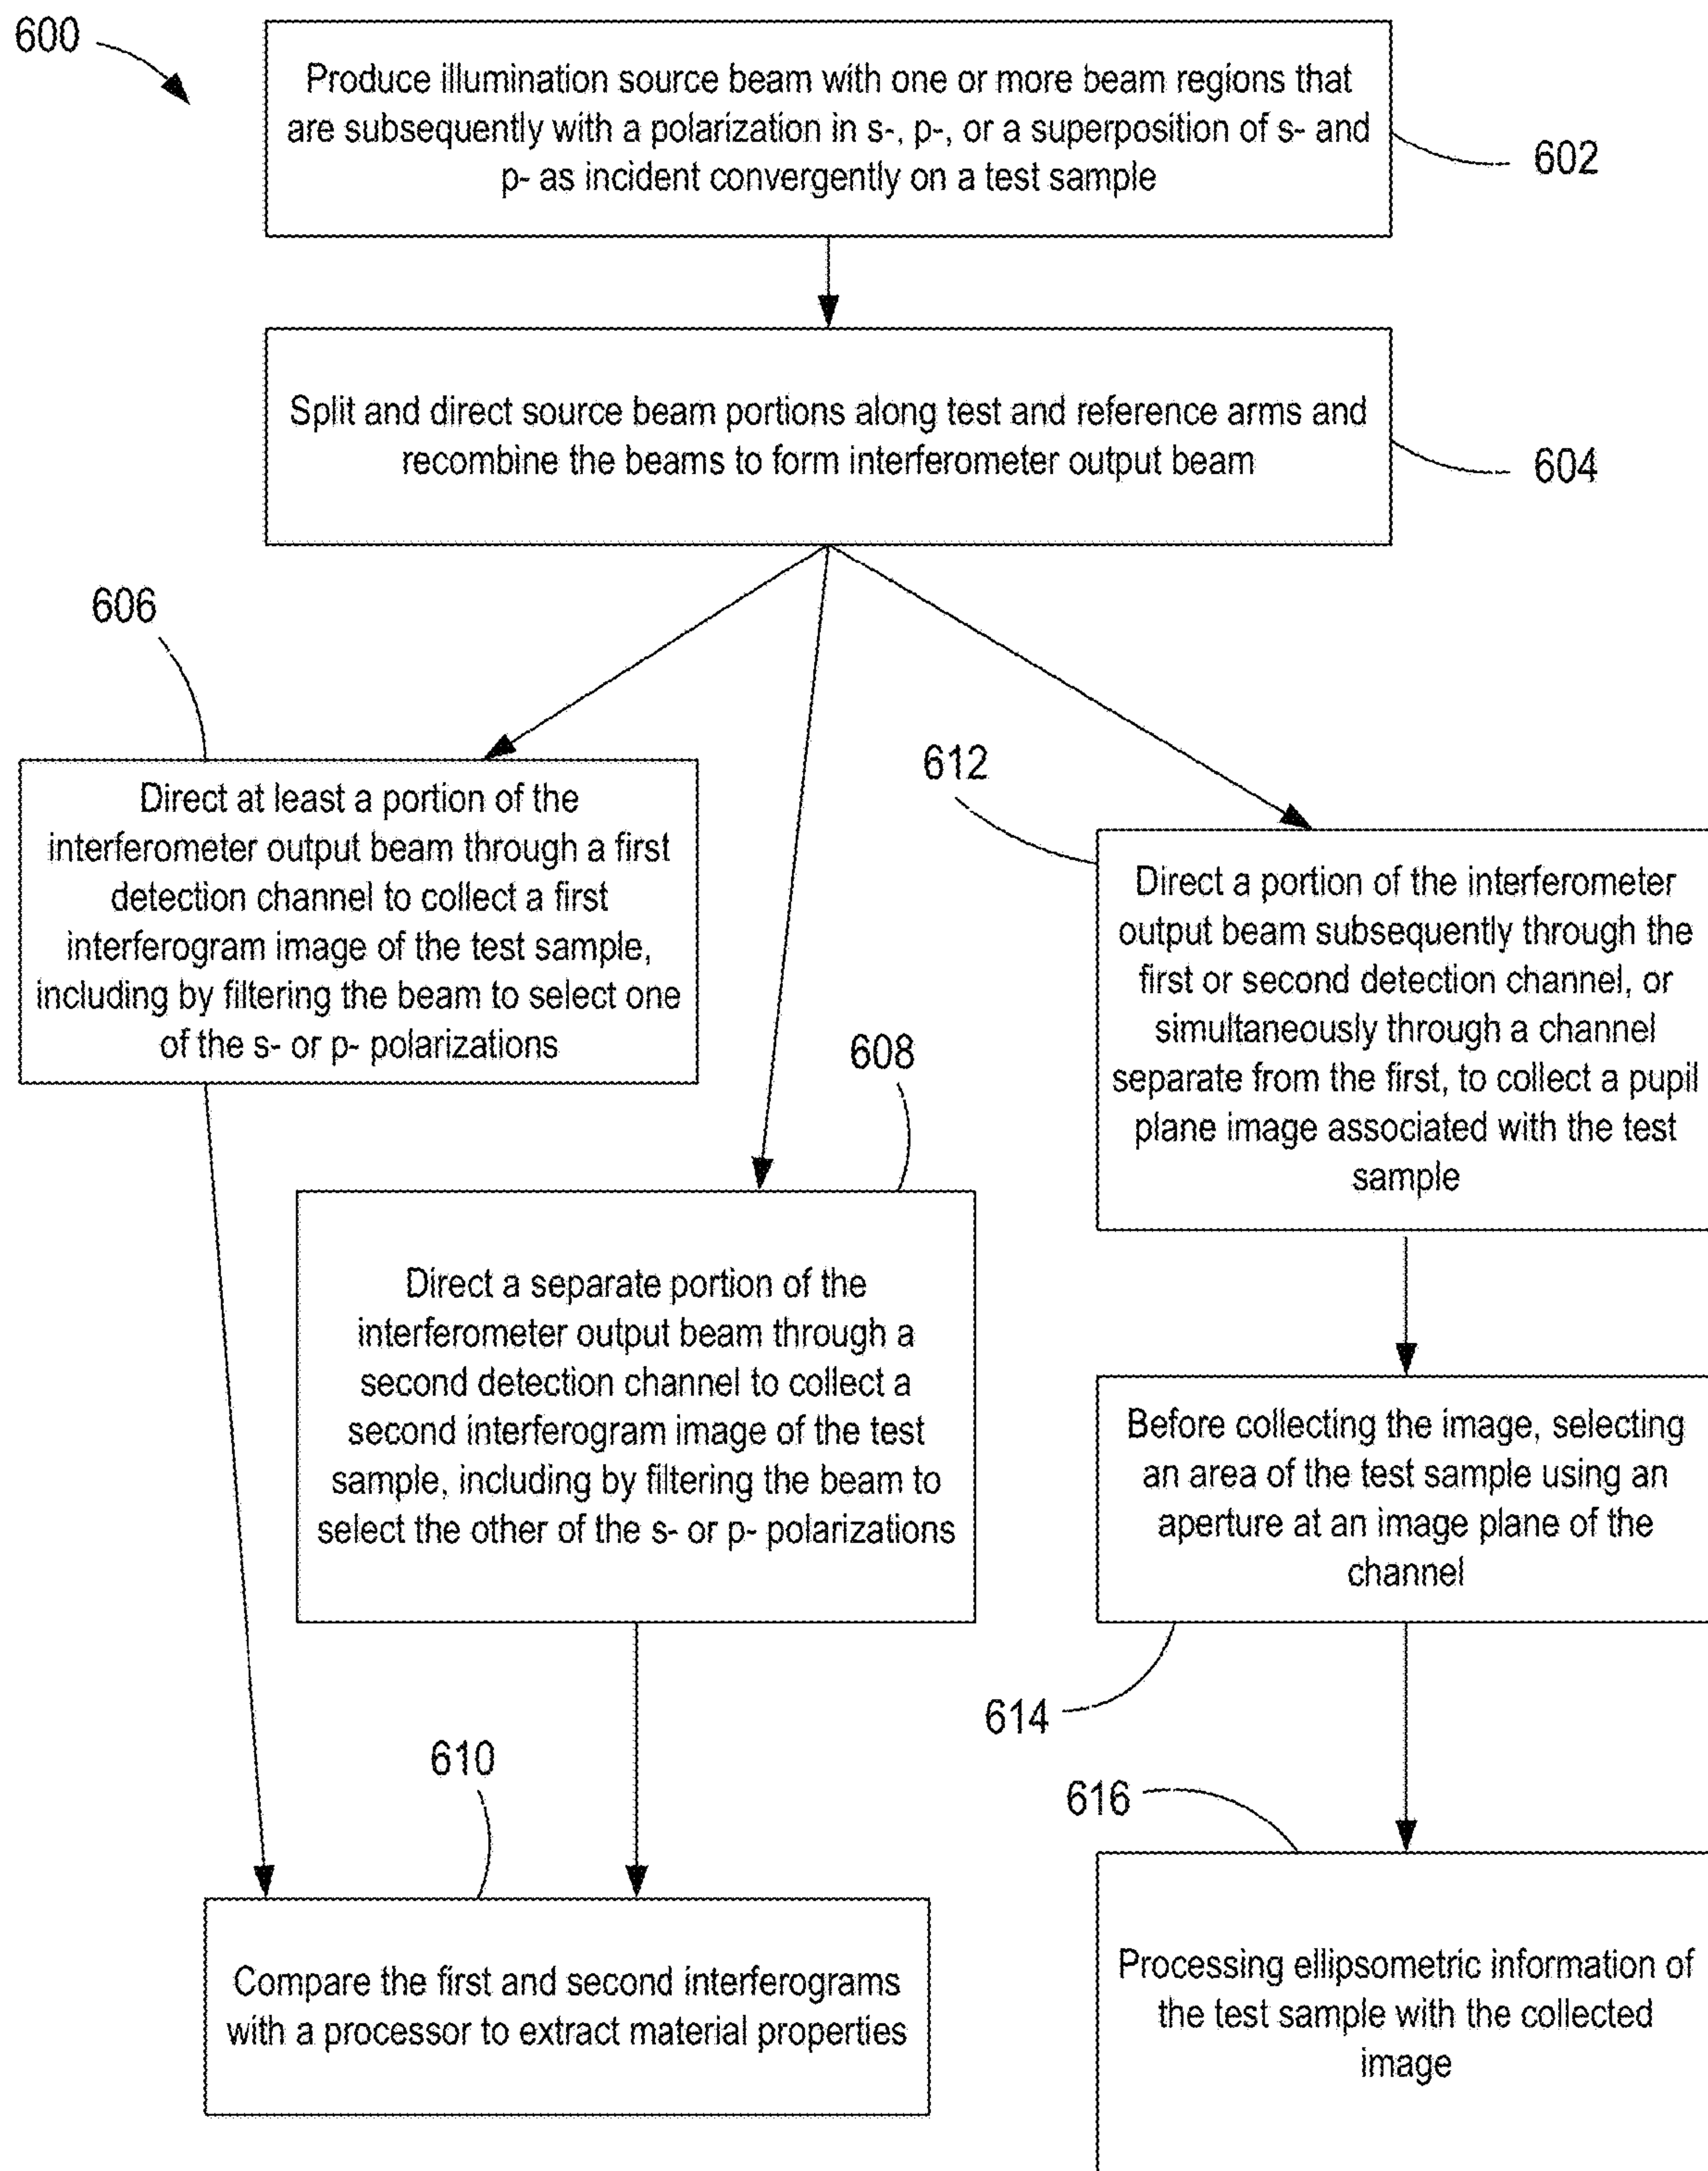 600
Produce illumination source beam with one or more beam regions that
are subsequently with a polarization in s-, p-, or a superposition of s- and
p- as incident convergently on a test sample
602
Split and direct source beam portions along test and reference arms and
recombine the beams to form interferometer output beam
604
606
Direct at least a portion of the
interferometer output beam through a first
detection channel to collect a first
interferogram image of the test sample,
including by filtering the beam to select one
of the s- or p- polarizations
612
Direct a portion of the interferometer
output beam subsequently through the
first or second detection channel, or
simultaneously through a channel
separate from the first, to collect a pupil
plane image associated with the test
sample
608
Direct a separate portion of the
interferometer output beam through a
second detection channel to collect a
second interferogram image of the test
sample, including by filtering the beam to
select the other of the s- or p- polarizations
Before collecting the image, selecting
an area of the test sample using an
aperture at an image plane of the
channel
614
610
616
Compare the first and second interferograms
with a processor to extract material properties
Processing ellipsometric information of
the test sample with the collected
image